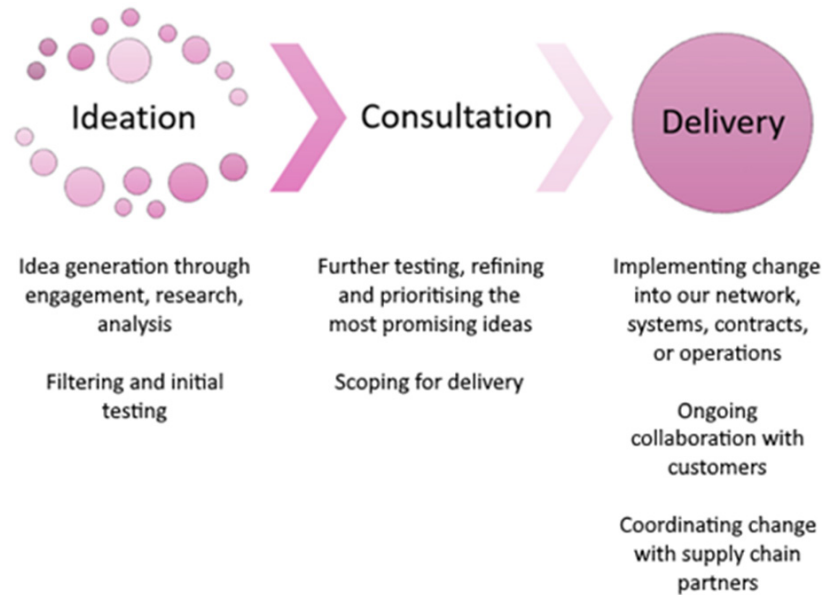 Ideation
Consultation
Delivery
Idea generation through
engagement, research,
analysis
Filtering and initial
testing
Further testing, refining
and prioritising the
most promising ideas
Scoping for delivery
Implementing change
into our network,
systems, contracts,
or operations
Ongoing
collaboration with
customers
Coordinating change
with supply chain
partners